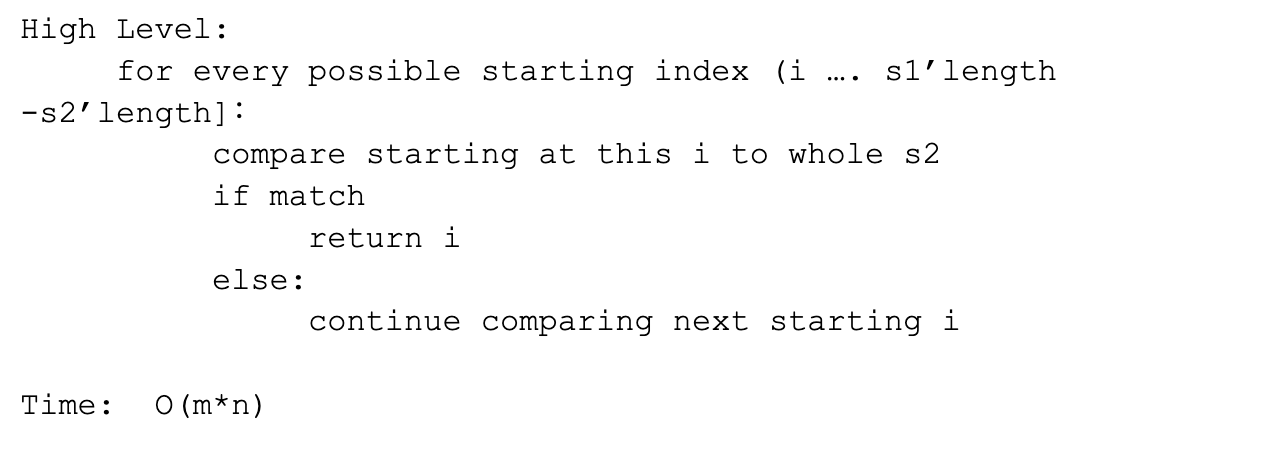 High Level:
for every possible starting index (i …. s1’length
-s2’length]:
compare starting at this i to whole s2
if match
return i
else:
continue comparing next starting i
Time:  O(m*n)